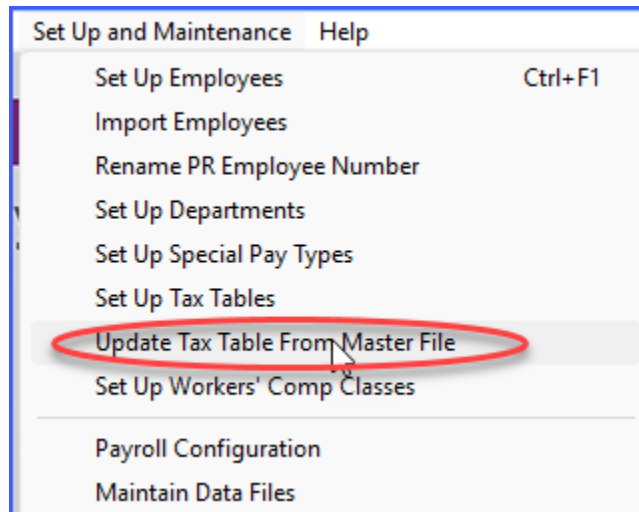 Set Up and Maintenance Help
Set Up Employees Ctrl+F1
Import Employees
Rename PR Employee Number
Set Up Departments
Set Up Special Pay Types
Set Up Tax Tables
Update Tax Table From Master File
Set Up Workers' Comp Classes
Payroll Configuration
Maintain Data Files